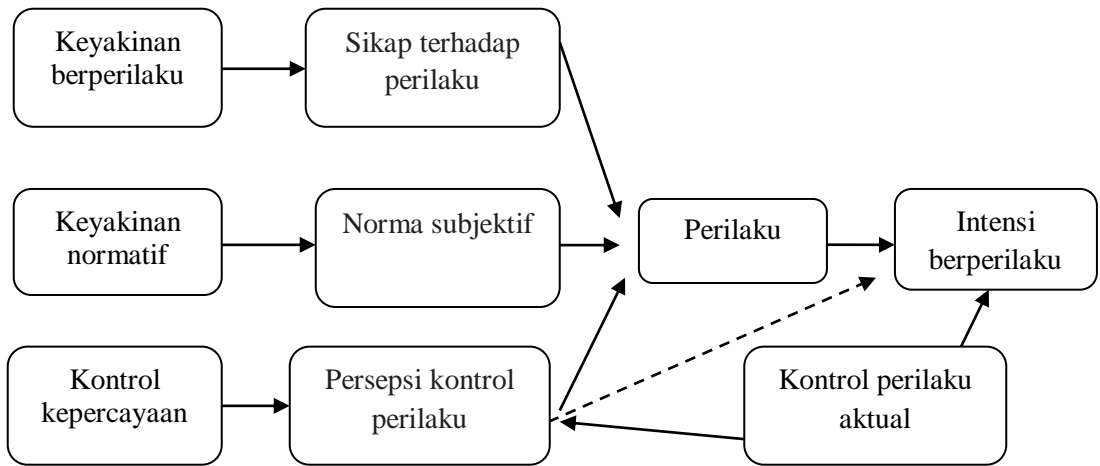 Keyakinan
berperilaku
Sikap terhadap
perilaku
Keyakinan
normatif
Norma subjektif
Perilaku
Intensi
berperilaku
Kontrol
kepercayaan
Persepsi kontrol
perilaku
Kontrol perilaku
aktual